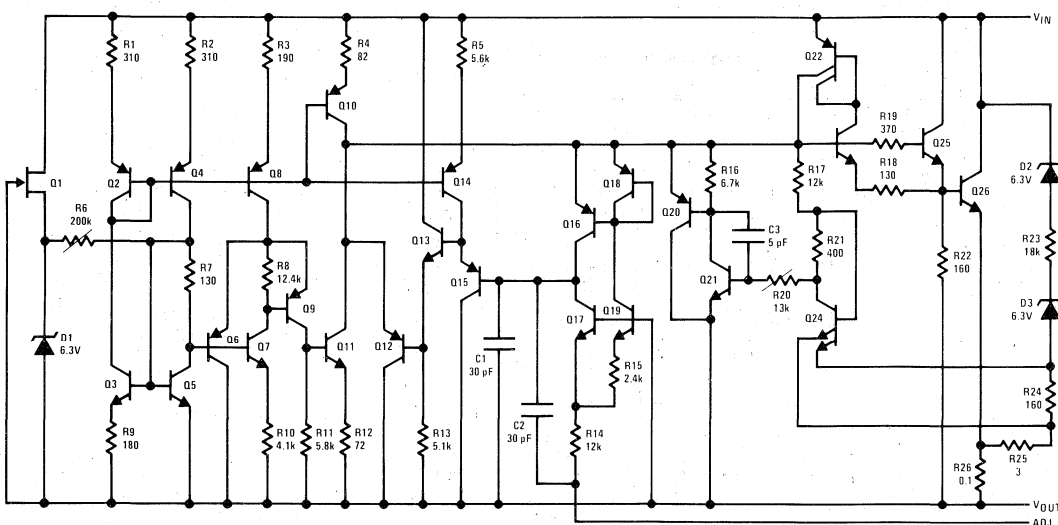 V_IN
R1
310
R2
310
R3
190
R4
82
R5
5.6k
Q22
Q10
R19
370
Q25
Q1
Q2
Q4
Q8
Q14
Q18
R16
6.7k
R17
12k
R18
130
Q26
D2
6.3V
R6
200k
Q16
Q20
C3
5 pF
R7
130
R8
12.4k
Q9
Q13
Q15
Q21
R21
400
R22
160
R23
18k
D1
6.3V
Q6
Q7
Q11
Q12
C1
30 pF
Q17
Q19
R20
13k
Q24
D3
6.3V
Q3
Q5
R15
2.4k
C2
30 pF
R24
160
R9
180
R10
4.1k
R11
5.8k
R12
72
R13
5.1k
R14
12k
R26
0.1
R25
3
V_OUT
ADJ